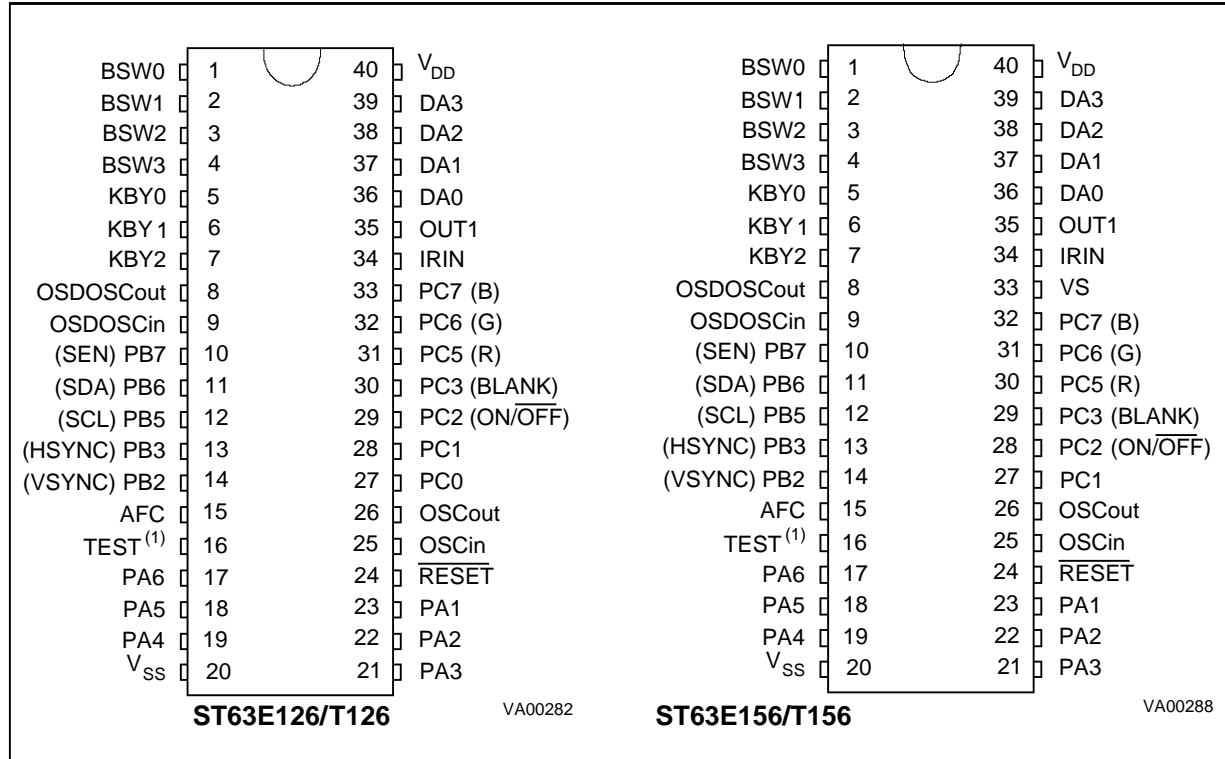 BSW0 1 40 VDD
BSW1 2 39 DA3
BSW2 3 38 DA2
BSW3 4 37 DA1
KBY0 5 36 DA0
KBY1 6 35 OUT1
KBY2 7 34 IRIN
OSDOSCout 8 33 PC7 (B)
OSDOSCin 9 32 PC6 (G)
(SEN) PB7 10 31 PC5 (R)
(SDA) PB6 11 30 PC3 (BLANK)
(SCL) PB5 12 29 PC2 (ON/OFF)
(HSYNC) PB3 13 28 PC1
(VSYNC) PB2 14 27 PC0
AFC 15 26 OSCout
TEST(1) 16 25 OSCin
PA6 17 24 RESET
PA5 18 23 PA1
PA4 19 22 PA2
VSS 20 21 PA3
ST63E126/T126 VA00282
BSW0 1 40 VDD
BSW1 2 39 DA3
BSW2 3 38 DA2
BSW3 4 37 DA1
KBY0 5 36 DA0
KBY1 6 35 OUT1
KBY2 7 34 IRIN
OSDOSCout 8 33 VS
OSDOSCin 9 32 PC7 (B)
(SEN) PB7 10 31 PC6 (G)
(SDA) PB6 11 30 PC5 (R)
(SCL) PB5 12 29 PC3 (BLANK)
(HSYNC) PB3 13 28 PC2 (ON/OFF)
(VSYNC) PB2 14 27 PC1
AFC 15 26 OSCout
TEST(1) 16 25 OSCin
PA6 17 24 RESET
PA5 18 23 PA1
PA4 19 22 PA2
VSS 20 21 PA3
ST63E156/T156 VA00288